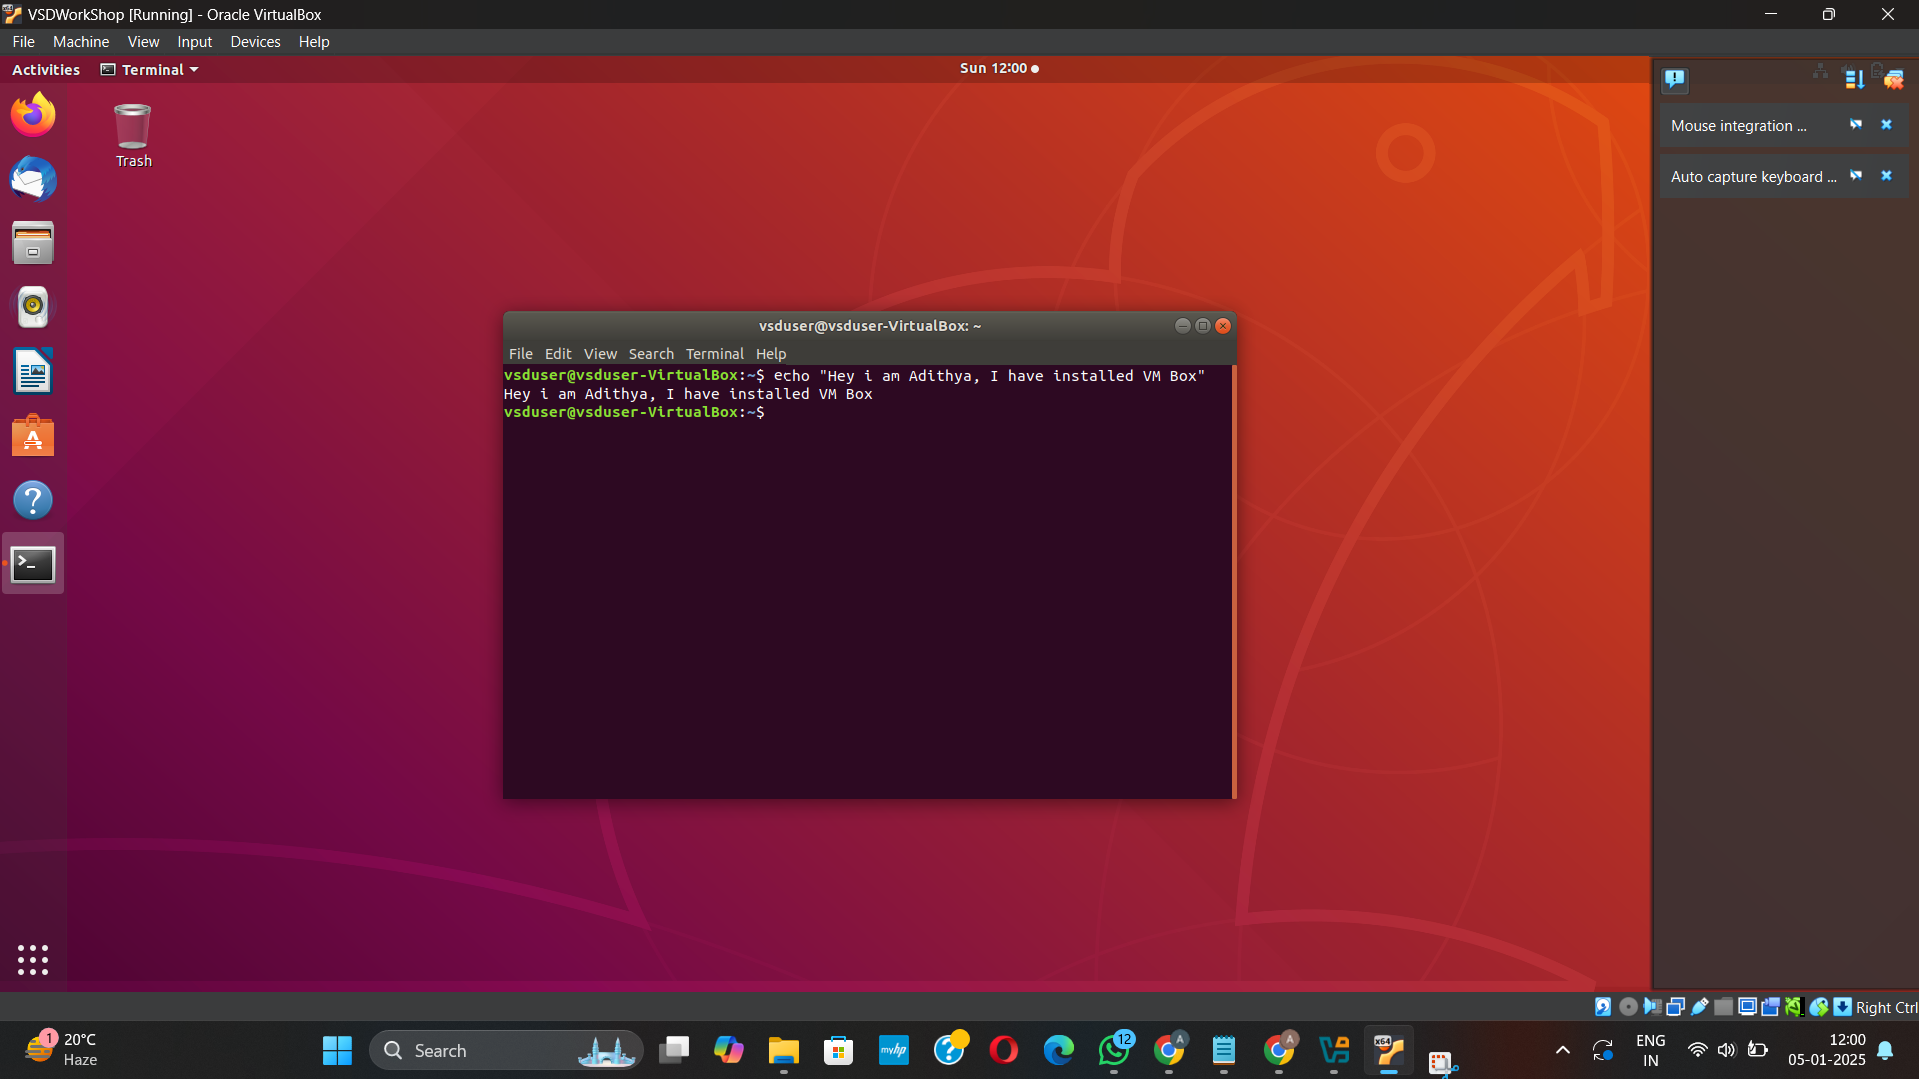 VSDWorkShop [Running] - Oracle VirtualBox
File Machine View Input Devices Help
Activities Terminal Sun 12:00
Trash
Mouse integration ...
Auto capture keyboard ...
vsduser@vsduser-VirtualBox: ~
File Edit View Search Terminal Help
vsduser@vsduser-VirtualBox:~$ echo "Hey i am Adithya, I have installed VM Box"
Hey i am Adithya, I have installed VM Box
vsduser@vsduser-VirtualBox:~$
Right Ctrl
1 20°C
Haze
Search
myhp
12
A
A
x64
ENG
IN
12:00
05-01-2025